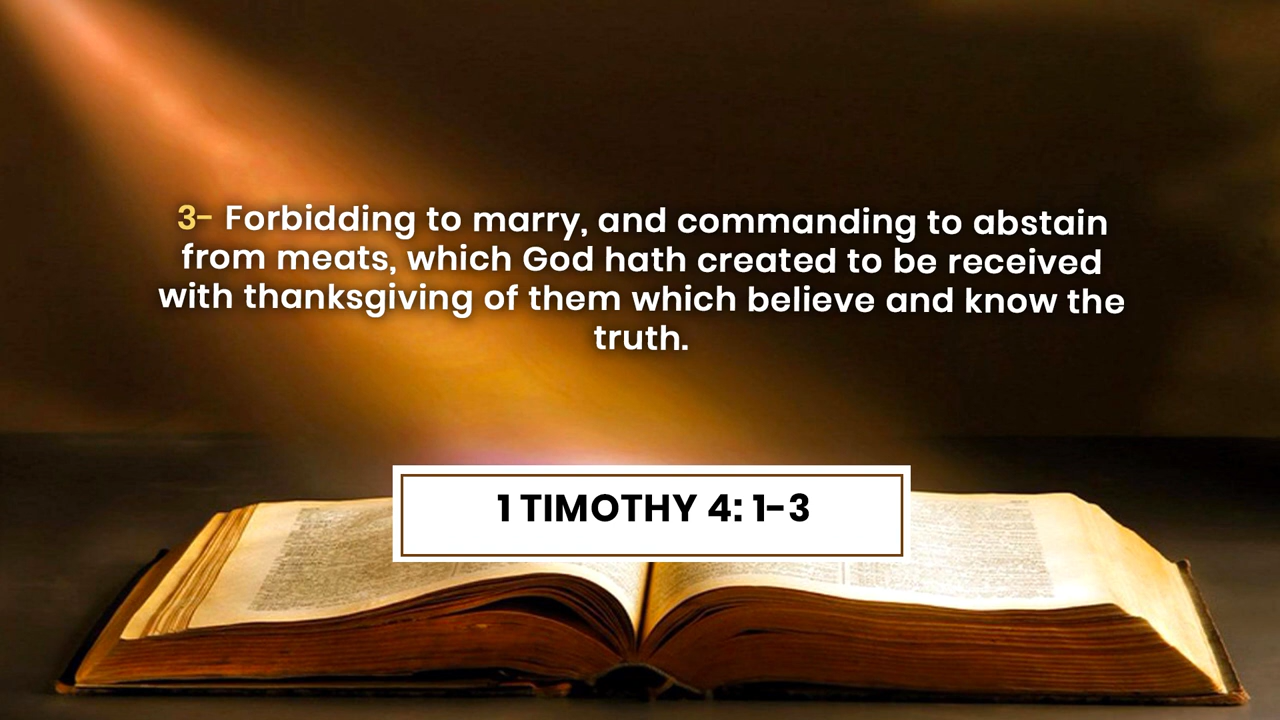 3- Forbidding to marry, and commanding to abstain
from meats, which God hath created to be received
with thanksgiving of them which believe and know the
truth.
1 TIMOTHY 4: 1-3